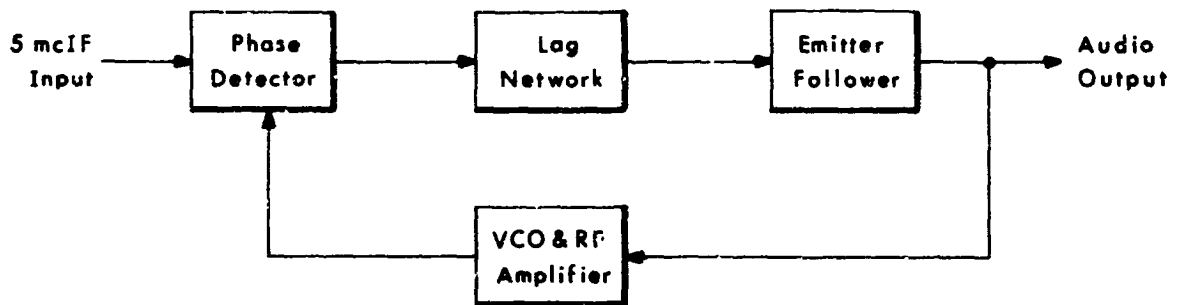 5 mcIF
Input
Phase
Detector
Lag
Network
Emitter
Follower
Audio
Output
VCO & RF
Amplifier